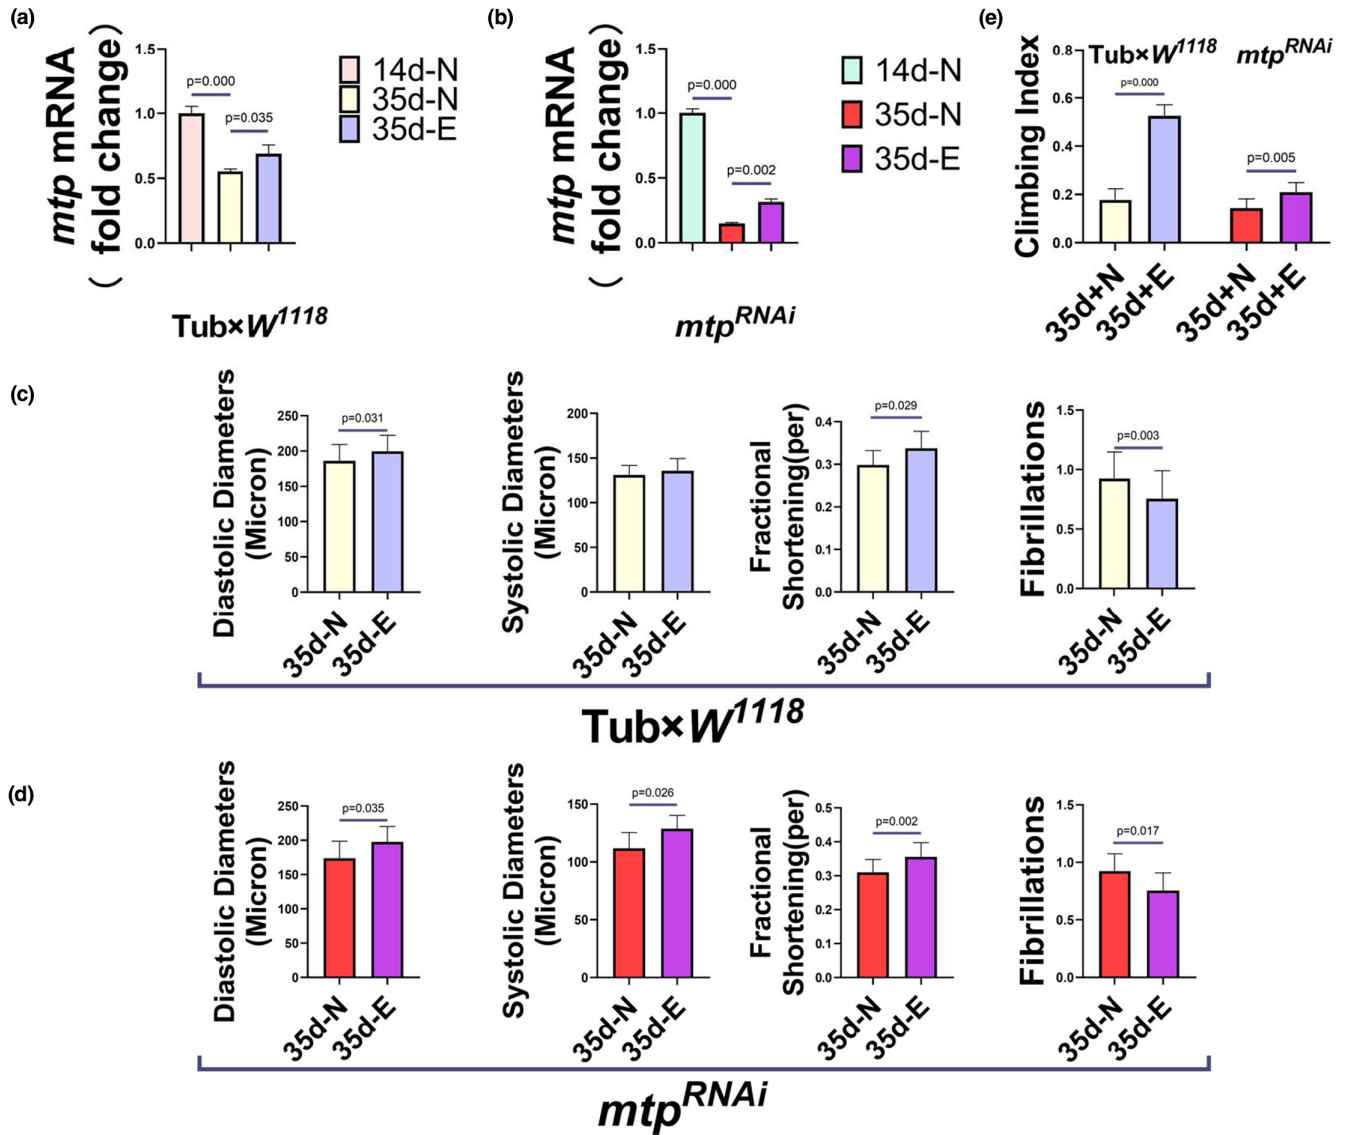 (a)
mtp mRNA
( fold change)
1.5
1.0
0.5
0.0
p=0.000
p=0.035
14d-N
35d-N
35d-E
Tub×W1118
(b)
mtp mRNA
( fold change)
1.5
1.0
0.5
0.0
p=0.000
p=0.002
14d-N
35d-N
35d-E
mtpRNAi
(e)
Climbing Index
0.8
0.6
0.4
0.2
0.0
Tub×W1118
mtpRNAi
p=0.000
p=0.005
35d+N
35d+E
35d+N
35d+E
(c)
Diastolic Diameters
(Micron)
250
200
150
100
50
0
p=0.031
35d-N
35d-E
Systolic Diameters
(Micron)
200
150
100
50
0
35d-N
35d-E
Fractional
Shortening(per)
0.4
0.3
0.2
0.1
0.0
p=0.029
35d-N
35d-E
Fibrillations
1.5
1.0
0.5
0.0
p=0.003
35d-N
35d-E
Tub×W1118
(d)
Diastolic Diameters
(Micron)
250
200
150
100
50
0
p=0.035
35d-N
35d-E
Systolic Diameters
(Micron)
150
100
50
0
p=0.026
35d-N
35d-E
Fractional
Shortening(per)
0.5
0.4
0.3
0.2
0.1
0.0
p=0.002
35d-N
35d-E
Fibrillations
1.5
1.0
0.5
0.0
p=0.017
35d-N
35d-E
mtpRNAi